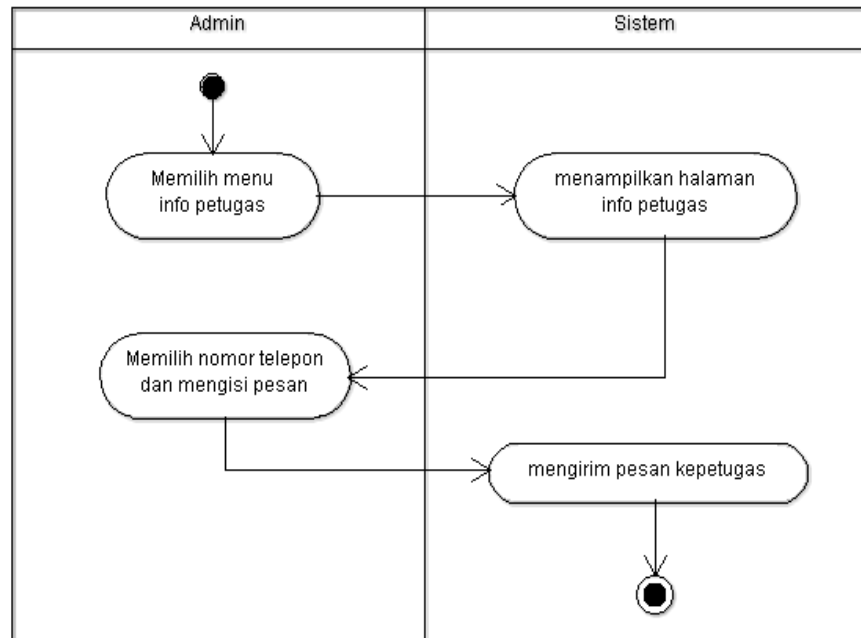 Admin
Sistem
Memilih menu
info petugas
menampilkan halaman
info petugas
Memilih nomor telepon
dan mengisi pesan
mengirim pesan kepetugas